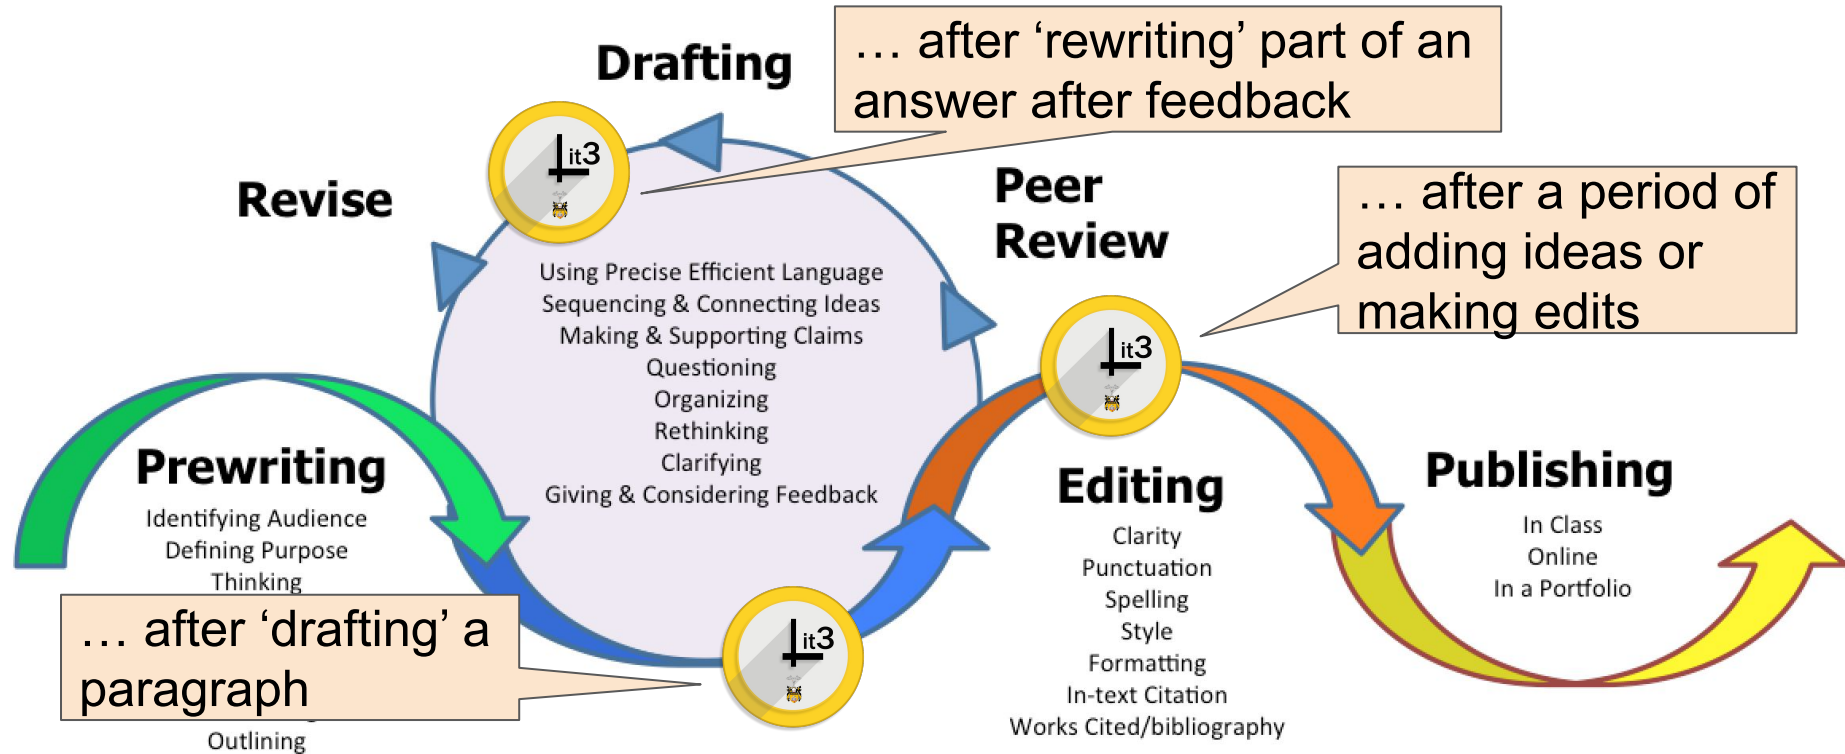 Drafting
… after ‘rewriting’ part of an
answer after feedback
Revise
it3
Peer
Review
… after a period of
adding ideas or
making edits
Using Precise Efficient Language
Sequencing & Connecting Ideas
Making & Supporting Claims
Questioning
Organizing
Rethinking
Clarifying
Giving & Considering Feedback
it3
Prewriting
Identifying Audience
Defining Purpose
Thinking
… after ‘drafting’ a
paragraph
Outlining
it3
Editing
Clarity
Punctuation
Spelling
Style
Formatting
In-text Citation
Works Cited/bibliography
Publishing
In Class
Online
In a Portfolio